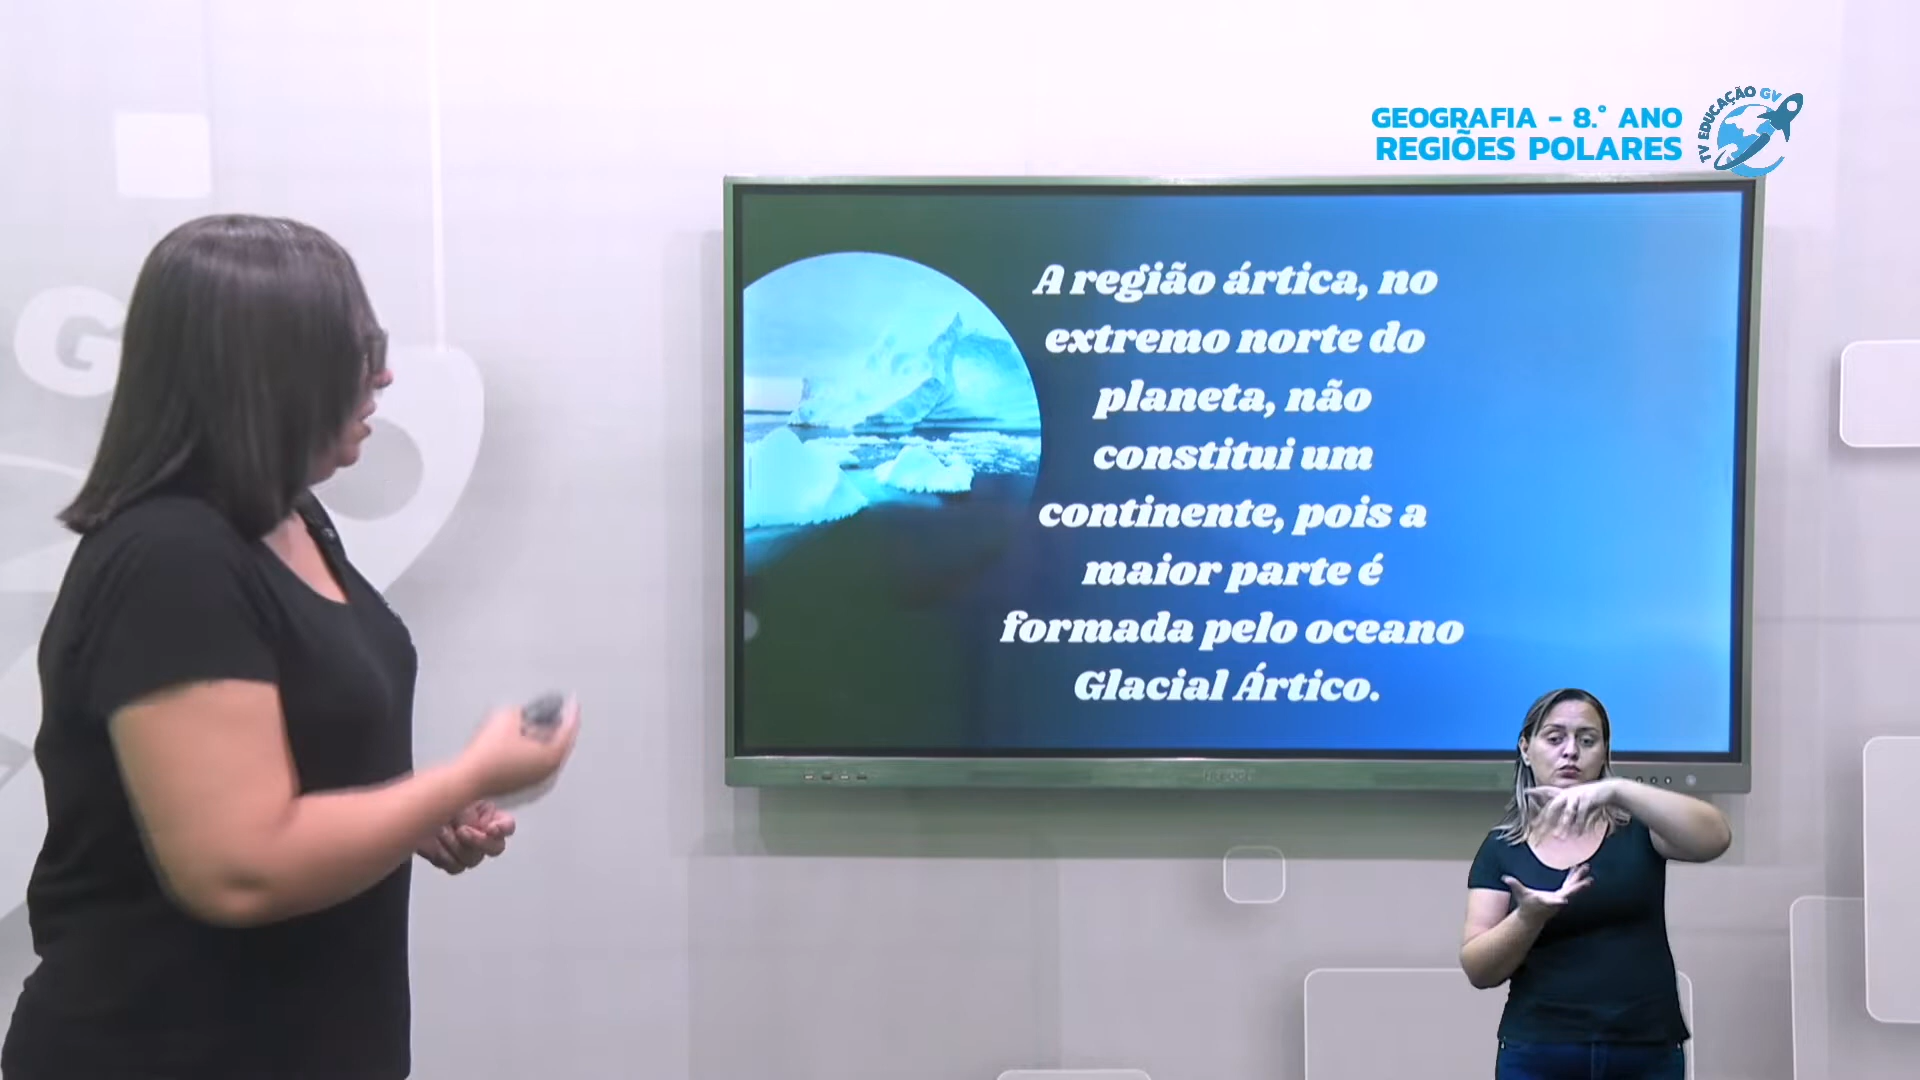 GEOGRAFIA - 8.º ANO
REGIÕES POLARES
TV EDUCAÇÃO GV
A região ártica, no
extremo norte do
planeta, não
constitui um
continente, pois a
maior parte é
formada pelo oceano
Glacial Ártico.
G